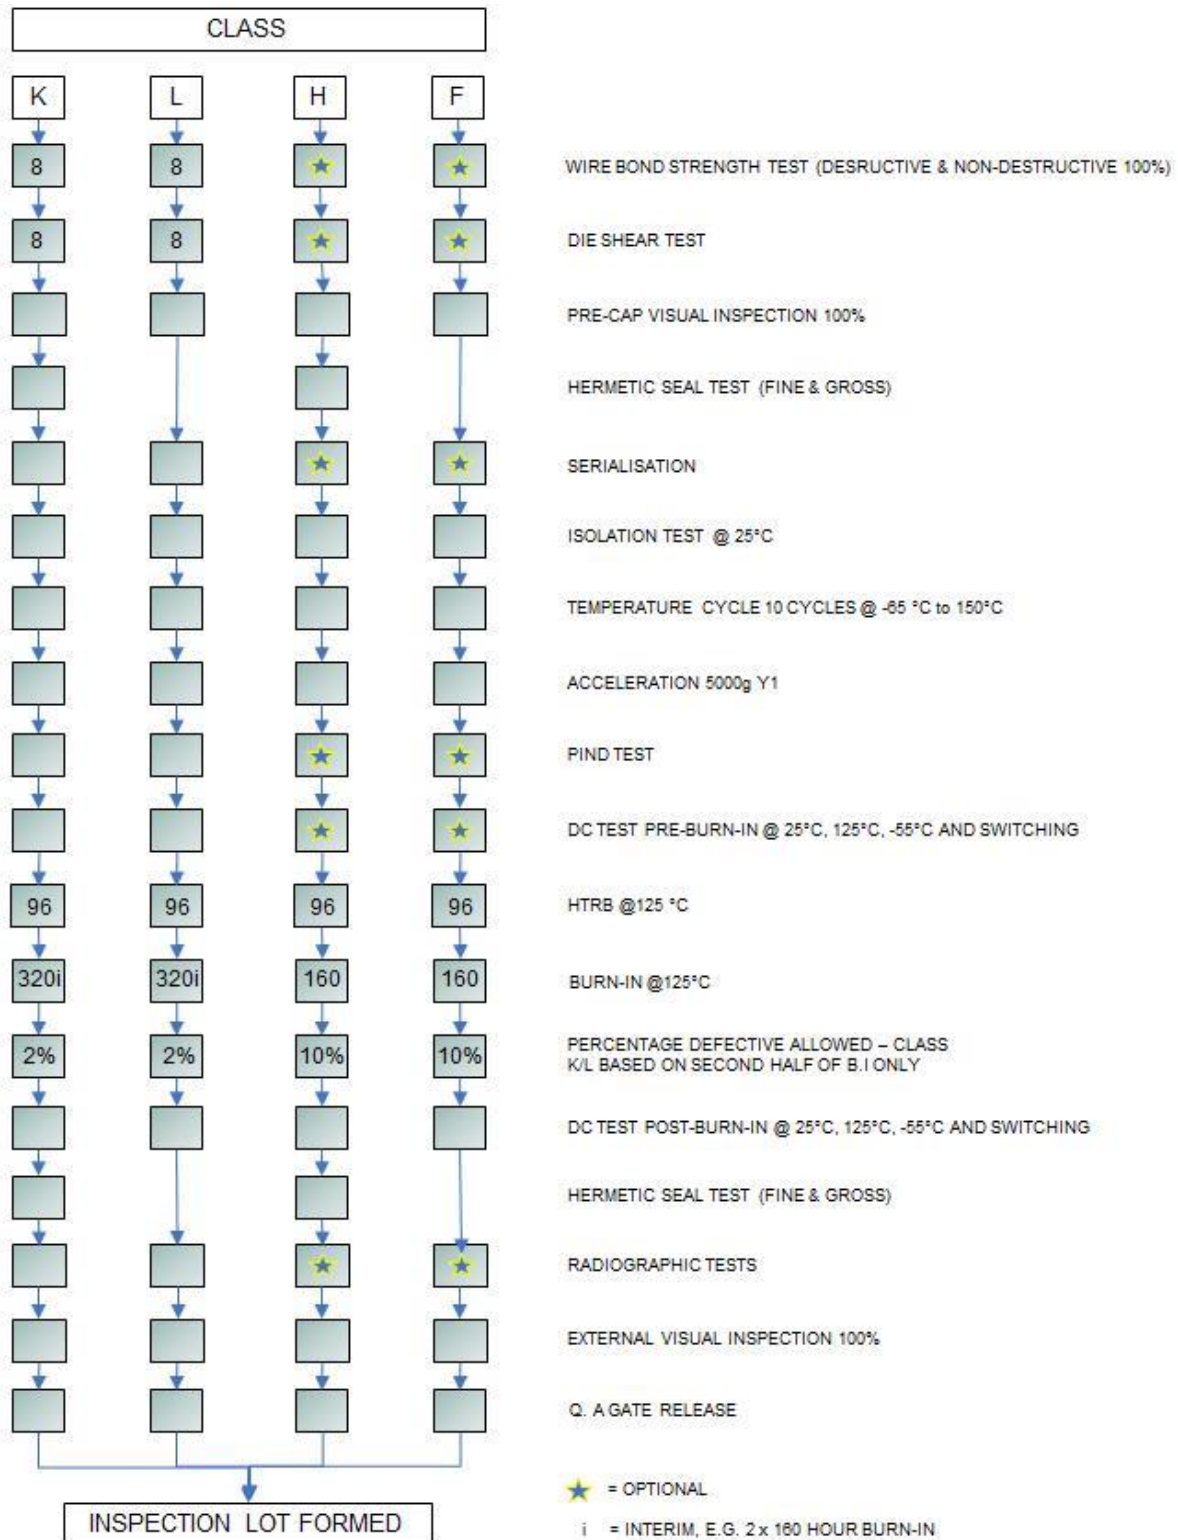 CLASS
K L H F
8 8 WIRE BOND STRENGTH TEST (DESRUCTIVE & NON-DESTRUCTIVE 100%)
8 8 DIE SHEAR TEST
PRE-CAP VISUAL INSPECTION 100%
HERMETIC SEAL TEST (FINE & GROSS)
SERIALISATION
ISOLATION TEST @ 25°C
TEMPERATURE CYCLE 10 CYCLES @ -65 °C to 150°C
ACCELERATION 5000g Y1
PIND TEST
DC TEST PRE-BURN-IN @ 25°C, 125°C, -55°C AND SWITCHING
96 96 96 96 HTRB @125 °C
320i 320i 160 160 BURN-IN @125°C
2% 2% 10% 10% PERCENTAGE DEFECTIVE ALLOWED – CLASS
K/L BASED ON SECOND HALF OF B.I ONLY
DC TEST POST-BURN-IN @ 25°C, 125°C, -55°C AND SWITCHING
HERMETIC SEAL TEST (FINE & GROSS)
RADIOGRAPHIC TESTS
EXTERNAL VISUAL INSPECTION 100%
Q. A GATE RELEASE
= OPTIONAL
INSPECTION LOT FORMED
i = INTERIM, E.G. 2 x 160 HOUR BURN-IN